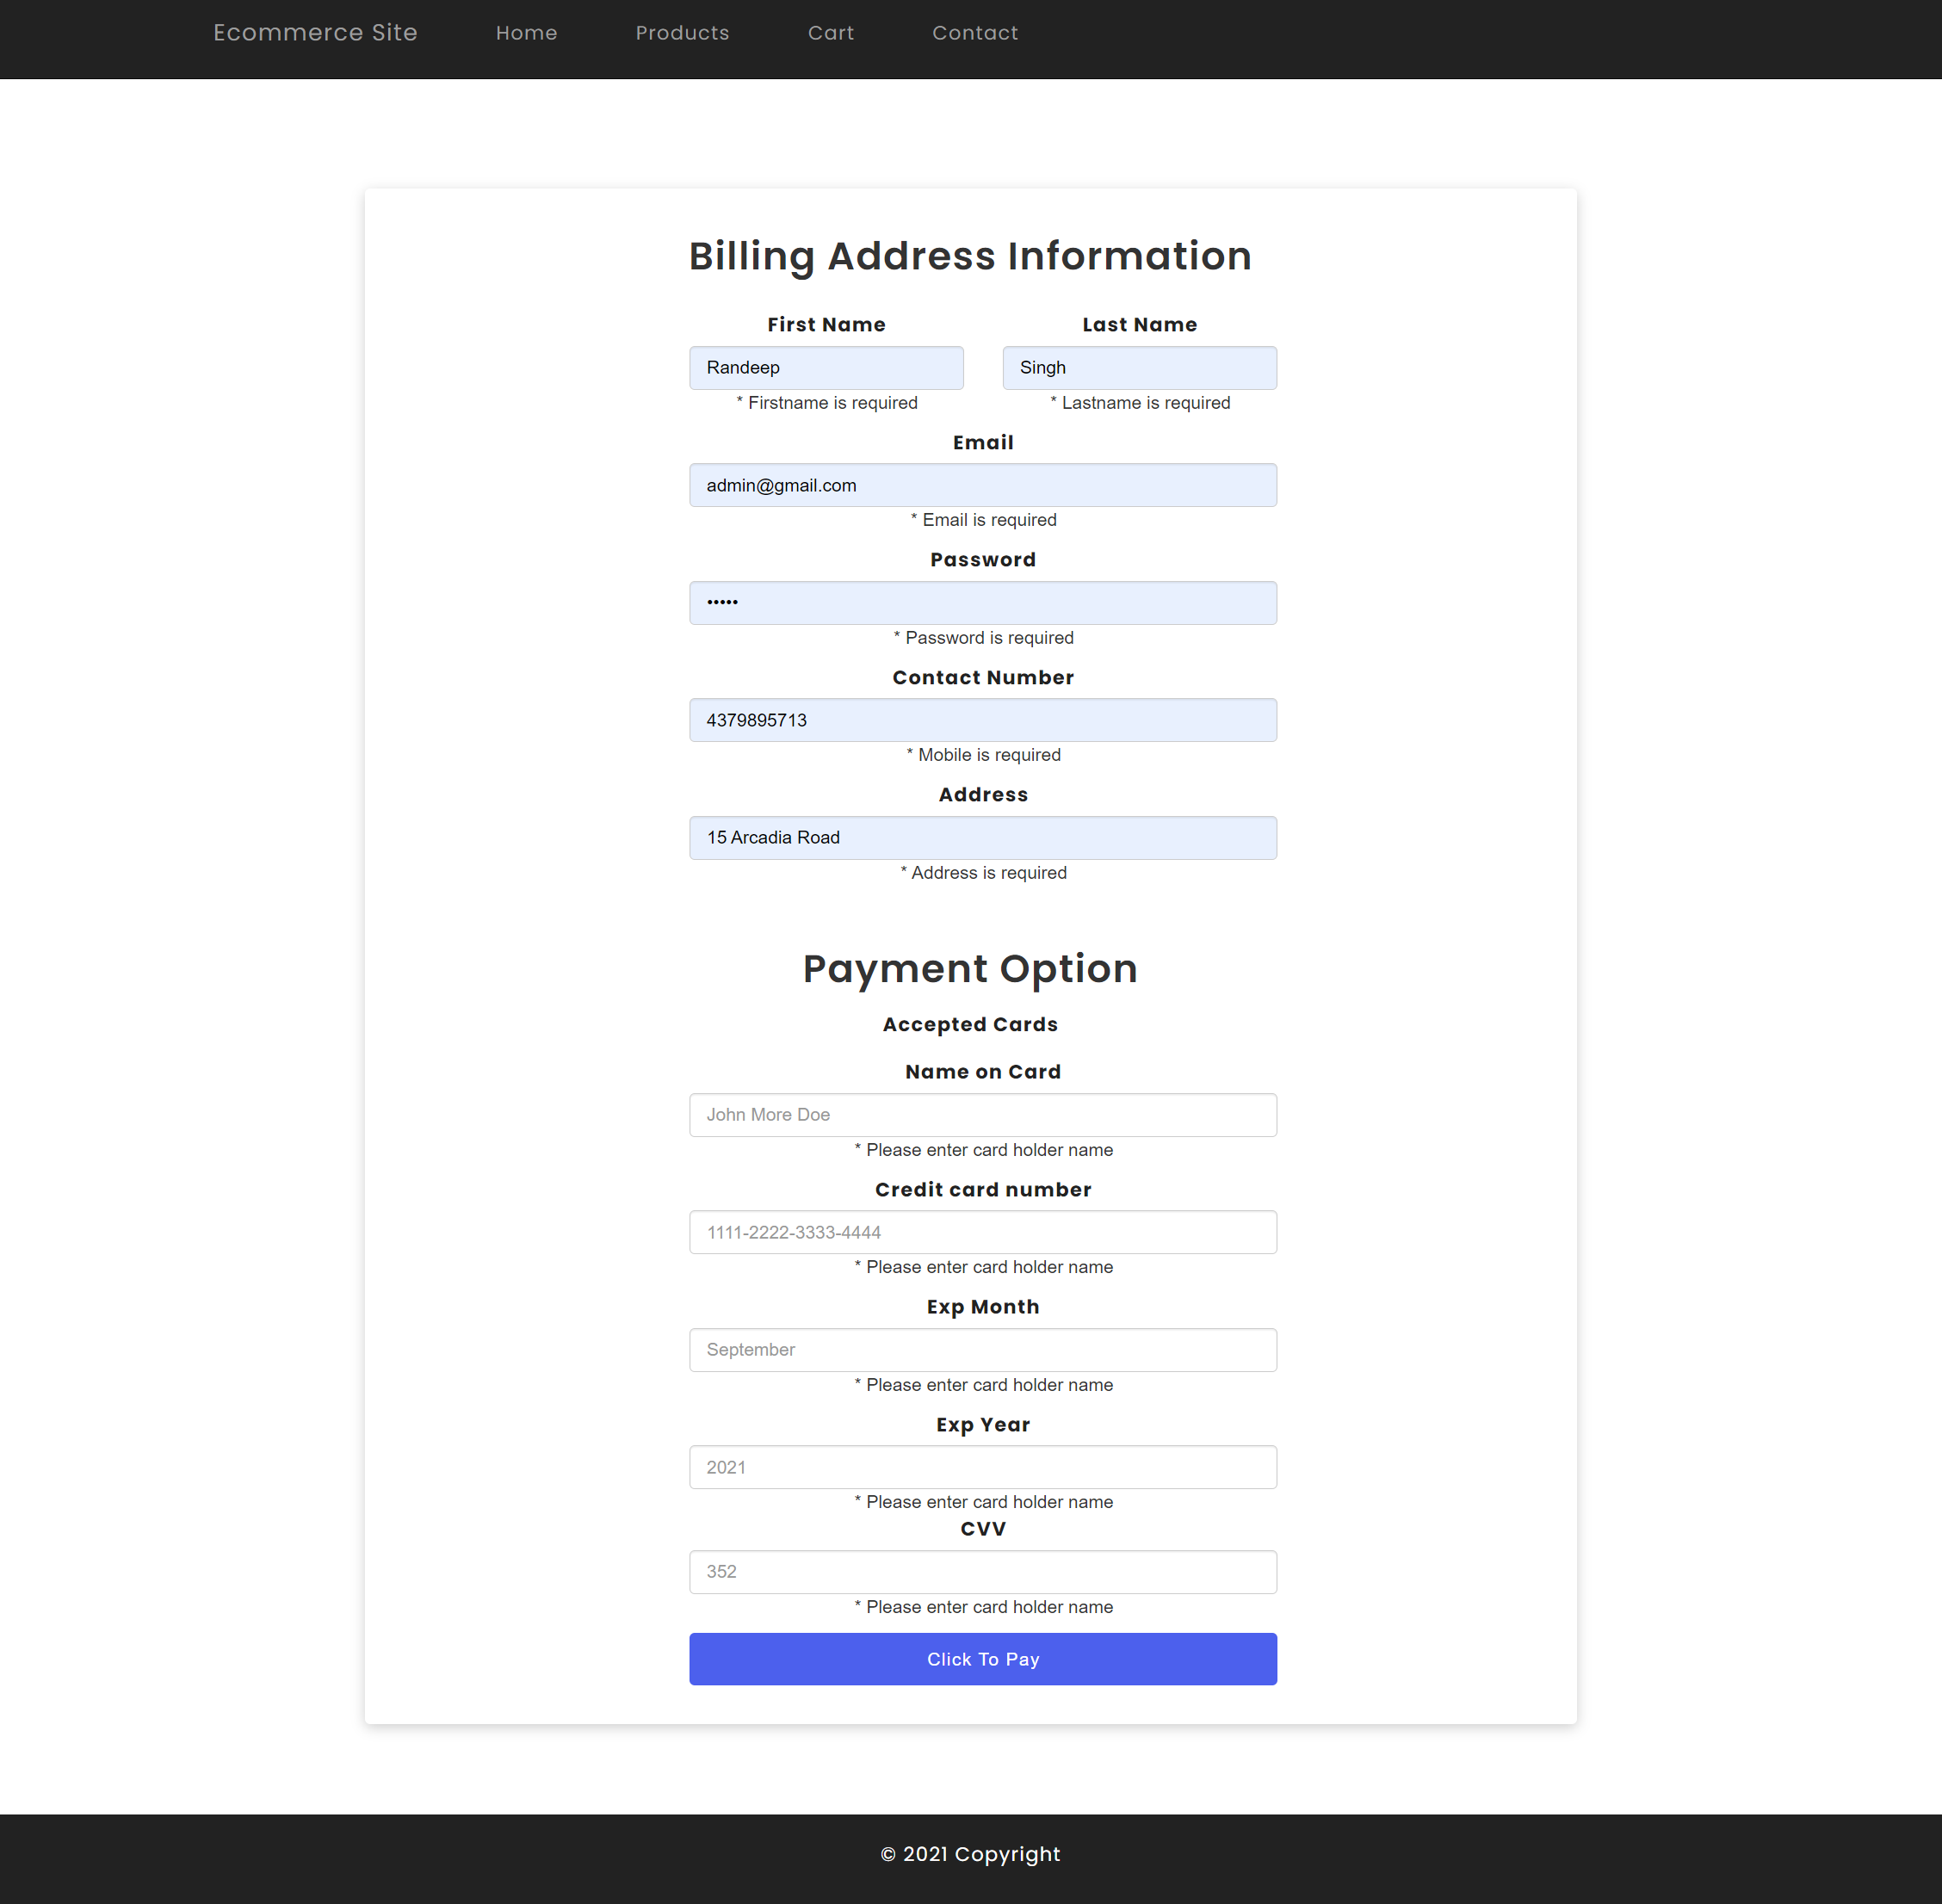 Ecommerce Site Home Products Cart Contact
Billing Address Information
First Name Last Name
Randeep Singh
* Firstname is required * Lastname is required
Email
admin@gmail.com
* Email is required
Password
•••••
* Password is required
Contact Number
4379895713
* Mobile is required
Address
15 Arcadia Road
* Address is required
Payment Option
Accepted Cards
Name on Card
John More Doe
* Please enter card holder name
Credit card number
1111-2222-3333-4444
* Please enter card holder name
Exp Month
September
* Please enter card holder name
Exp Year
2021
* Please enter card holder name
CVV
352
* Please enter card holder name
Click To Pay
© 2021 Copyright